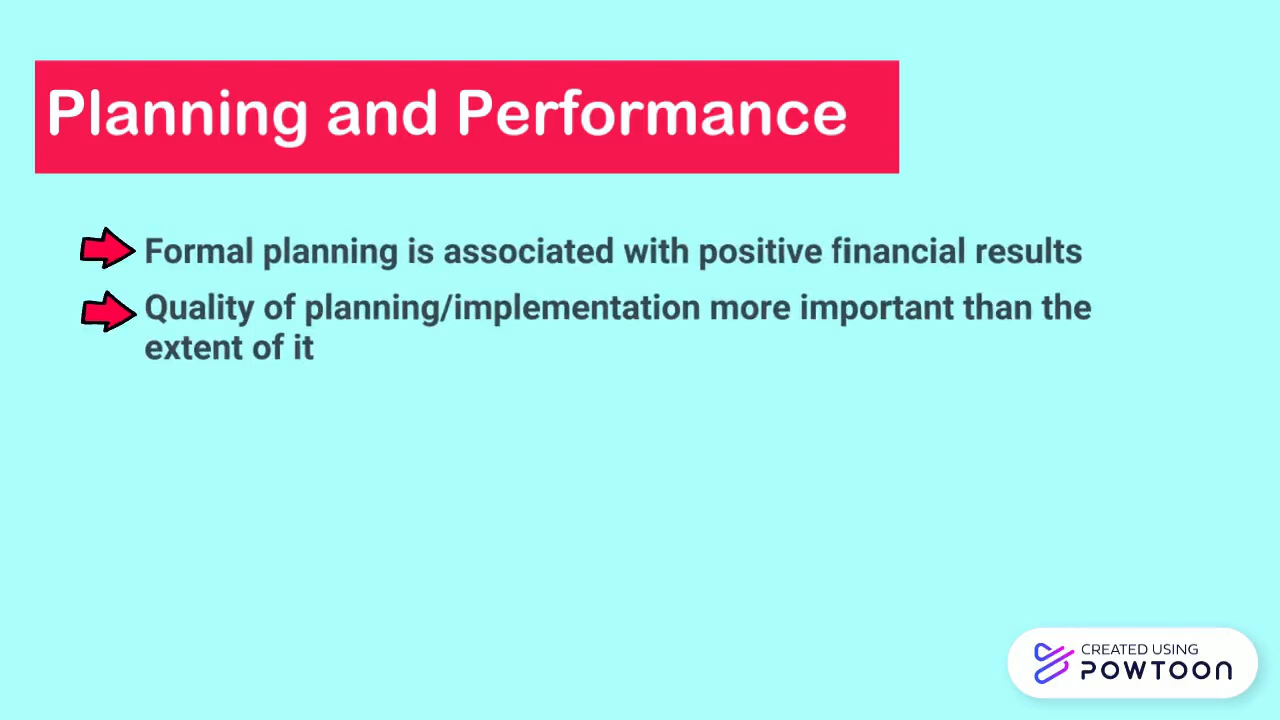 Planning and Performance
Formal planning is associated with positive financial results
Quality of planning/implementation more important than the
extent of it
CREATED USING
POWTOON